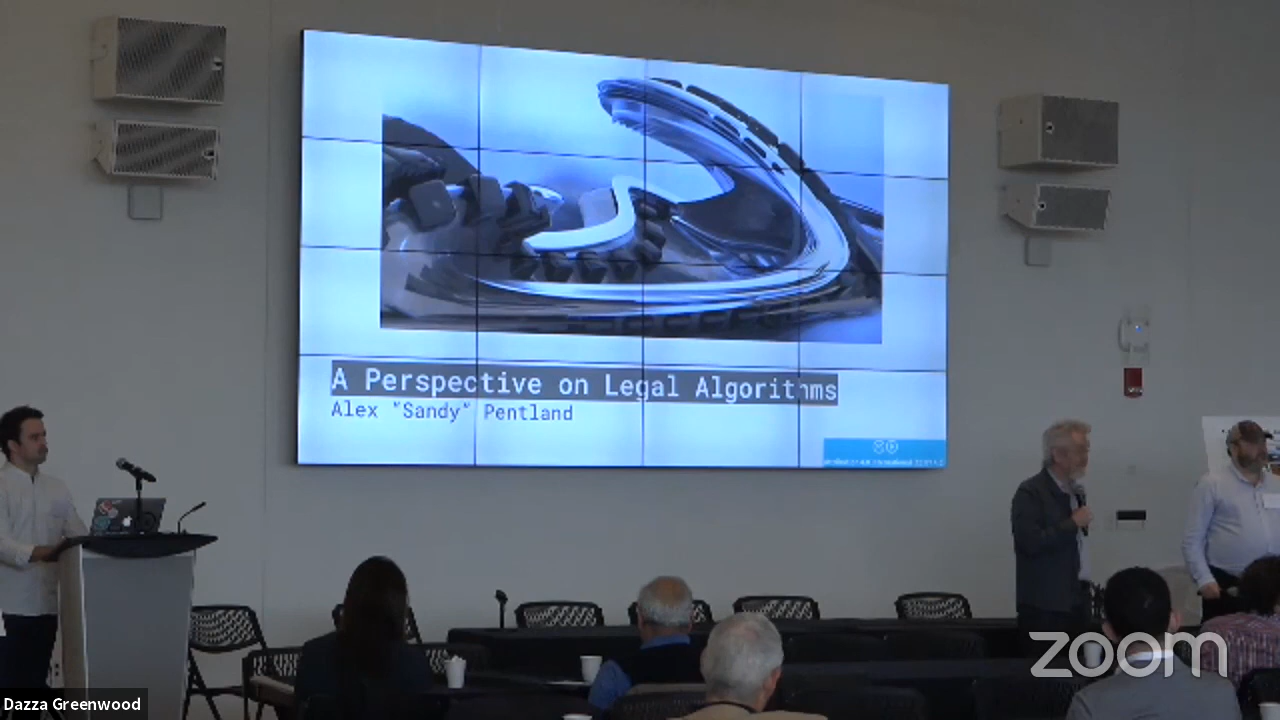 A Perspective on Legal Algorithms
Alex "Sandy" Pentland
zoom
Dazza Greenwood